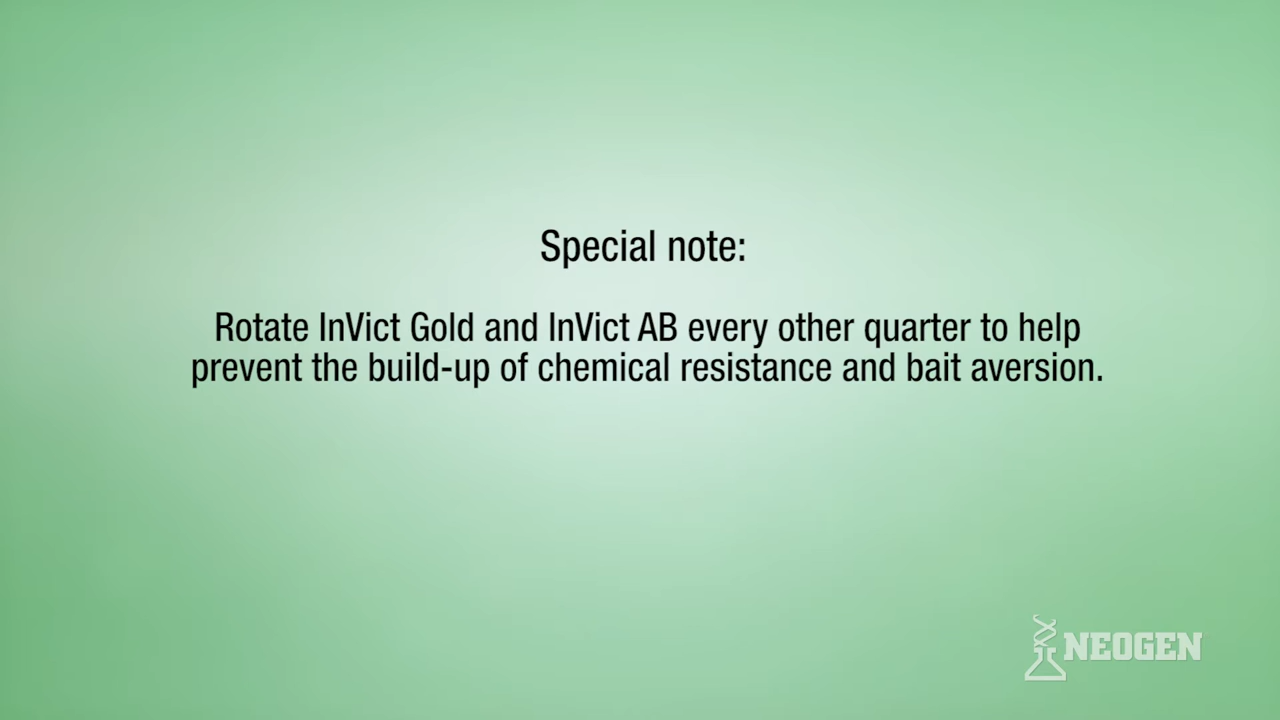 Special note:
Rotate InVict Gold and InVict AB every other quarter to help
prevent the build-up of chemical resistance and bait aversion.
NEOGEN